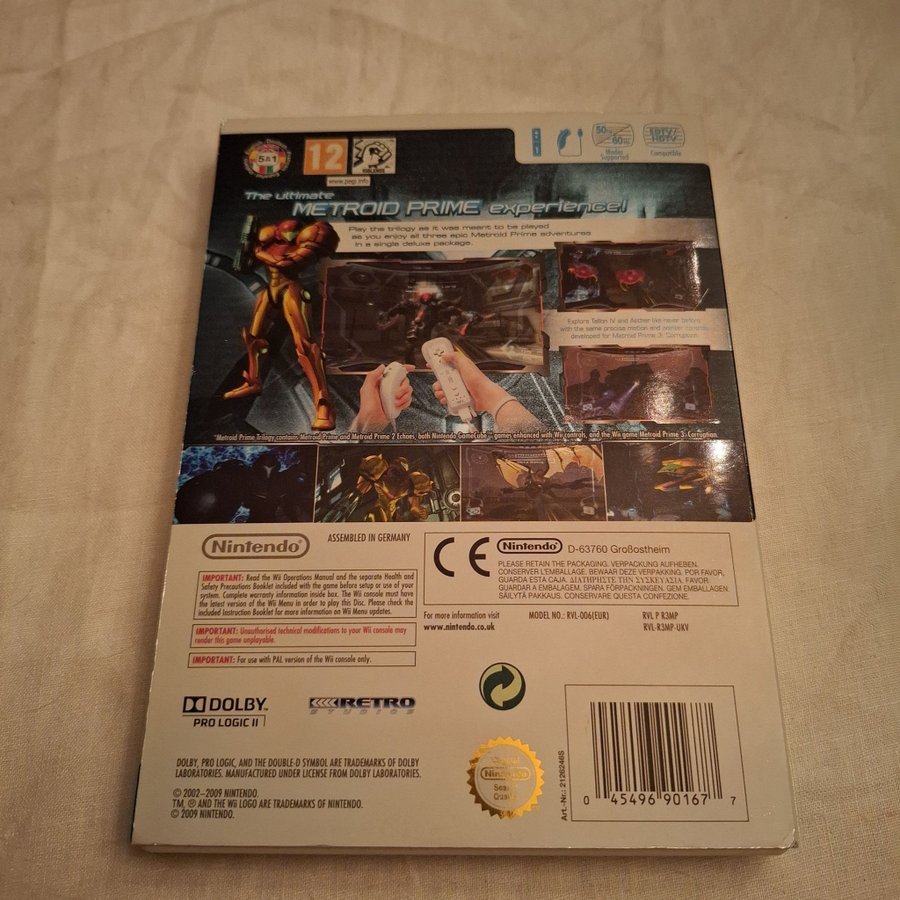 5 in 1
12
www.pegi.info
VIOLENCE
50Hz
60Hz
Modes
Supported
EDTV/
HDTV
Compatible
The ultimate
METROID PRIME experience!
Play the trilogy as it was meant to be played
as you enjoy all three epic Metroid Prime adventures
in a single deluxe package.
Explore Tallon IV and Aether like never before
with the same precise motion and pointer controls
developed for Metroid Prime 3: Corruption.
*Metroid Prime Trilogy contains Metroid Prime and Metroid Prime 2 Echoes, both Nintendo GameCube™ games enhanced with Wii controls, and the Wii game Metroid Prime 3: Corruption.
Nintendo®
ASSEMBLED IN GERMANY
IMPORTANT: Read the Wii Operations Manual and the separate Health and
Safety Precautions Booklet included with the game before setup or use of your
system. Complete warranty information inside box. The Wii console must have
the latest version of the Wii Menu in order to play this Disc. Please check the
included Instruction Booklet for more information on Wii Menu updates.
IMPORTANT: Unauthorised technical modifications to your Wii console may
render this game unplayable.
IMPORTANT: For use with PAL version of the Wii console only.
CE
Nintendo® D-63760 Großostheim
PLEASE RETAIN THE PACKAGING. VERPACKUNG AUFHEBEN.
CONSERVER L'EMBALLAGE. BEWAAR DEZE VERPAKKING. POR FAVOR,
GUARDA ESTA CAJA. ΔΙΑΤΗΡΗΣΤΕ ΤΗΝ ΣΥΣΚΕΥΑΣΙΑ. FAVOR
GUARDAR A EMBALAGEM. SPARA FÖRPACKNINGEN. GEM EMBALLAGEN.
SÄILYTÄ PAKKAUS. CONSERVARE QUESTA CONFEZIONE.
For more information visit
www.nintendo.co.uk
MODEL NO.: RVL-006(EUR)
RVL P R3MP
RVL-R3MP-UKV
DOLBY.
PRO LOGIC II
RETRO
STUDIOS
DOLBY, PRO LOGIC, AND THE DOUBLE-D SYMBOL ARE TRADEMARKS OF DOLBY
LABORATORIES. MANUFACTURED UNDER LICENSE FROM DOLBY LABORATORIES.
© 2002–2009 NINTENDO.
TM, ® AND THE Wii LOGO ARE TRADEMARKS OF NINTENDO.
© 2009 NINTENDO.
Original
Nintendo
Seal of
Quality
Art.-Nr.: 2126246S
0 45496 90167 7